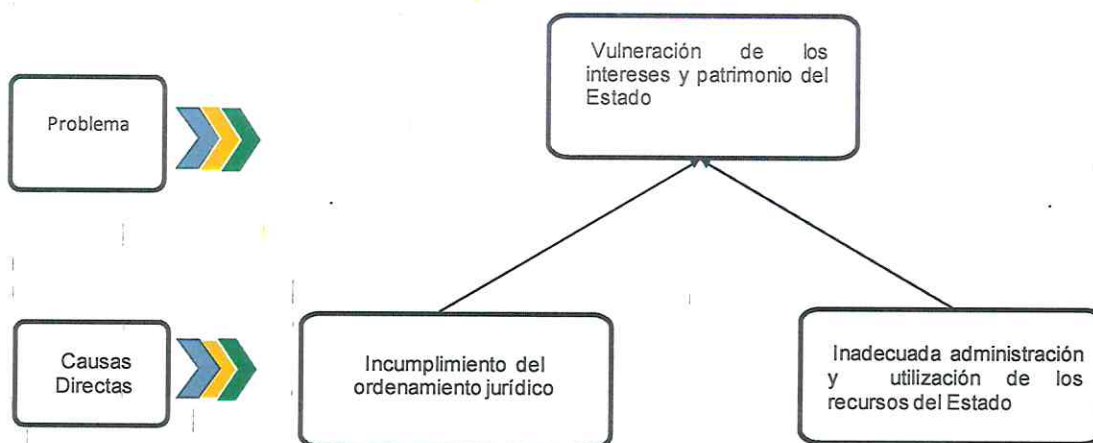 Problema
Vulneración de los
intereses y patrimonio del
Estado
Causas
Directas
Incumplimiento del
ordenamiento jurídico
Inadecuada administración
y utilización de los
recursos del Estado